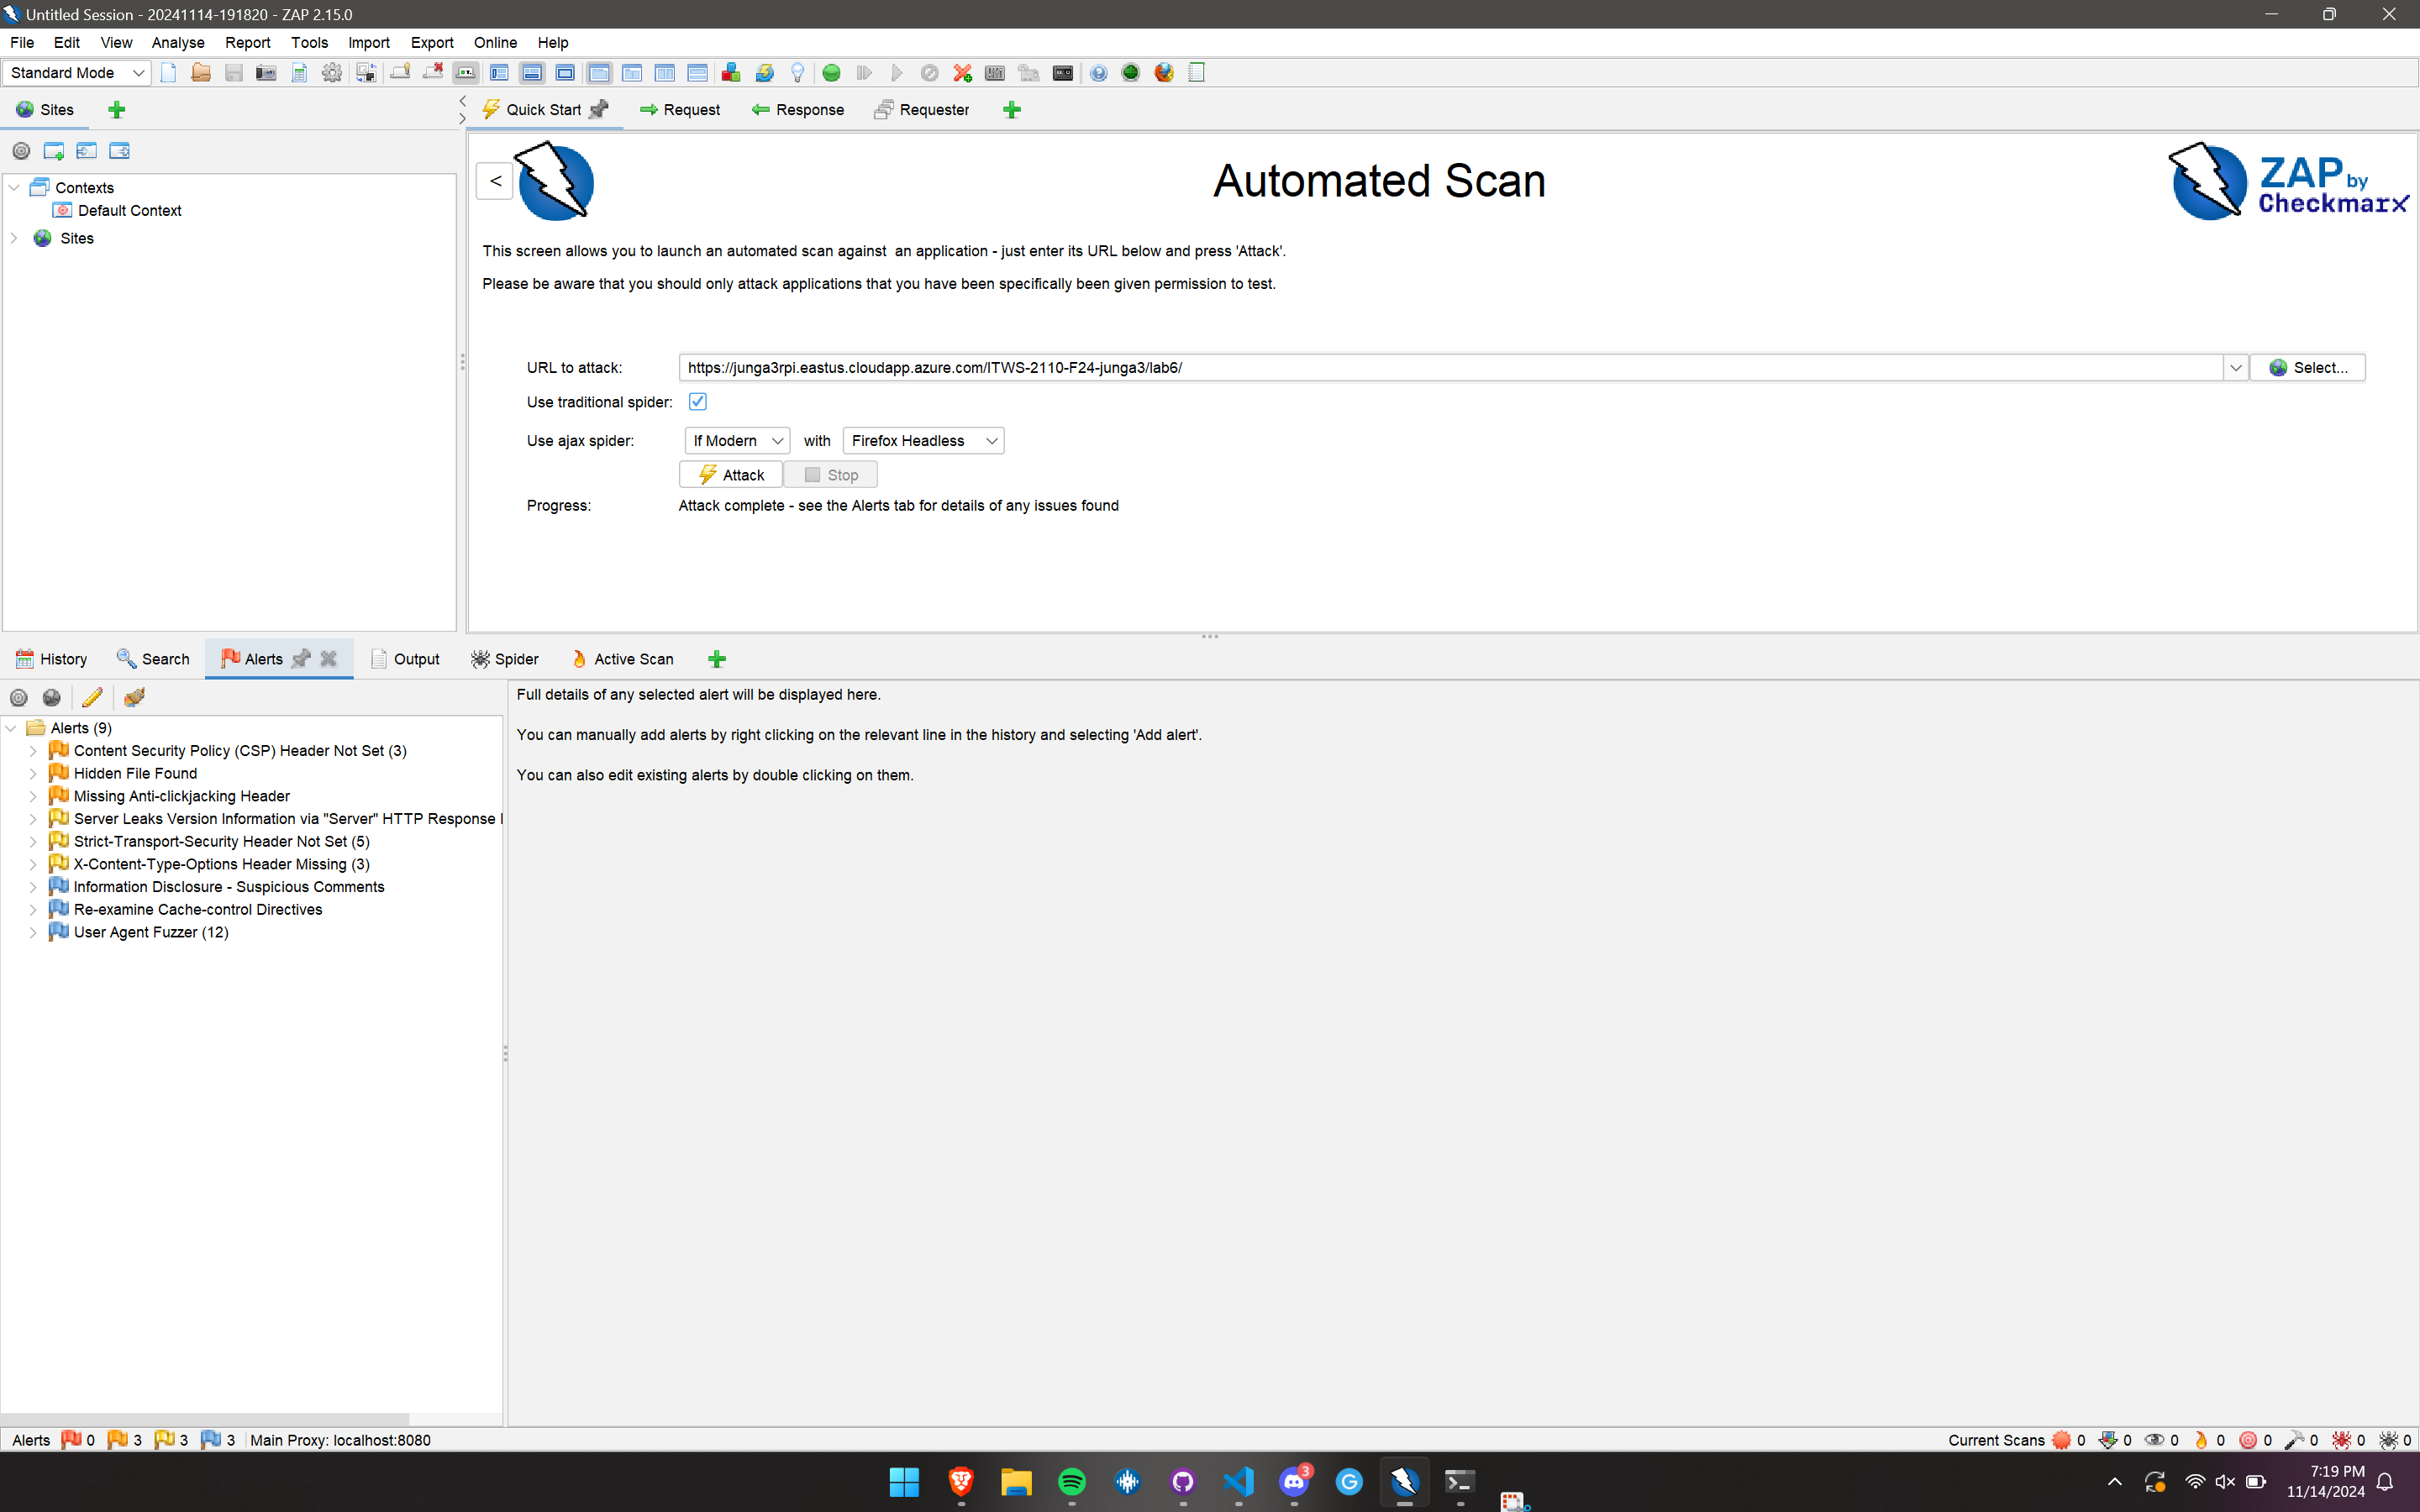 Untitled Session - 20241114-191820 - ZAP 2.15.0
File Edit View Analyse Report Tools Import Export Online Help
Standard Mode
Sites
Quick Start Request Response Requester
<
Automated Scan
ZAP by
Checkmarx
Contexts
Default Context
Sites
This screen allows you to launch an automated scan against an application - just enter its URL below and press 'Attack'.
Please be aware that you should only attack applications that you have been specifically been given permission to test.
URL to attack: https://junga3rpi.eastus.cloudapp.azure.com/ITWS-2110-F24-junga3/lab6/ Select...
Use traditional spider:
Use ajax spider: If Modern with Firefox Headless
Attack Stop
Progress: Attack complete - see the Alerts tab for details of any issues found
History Search Alerts Output Spider Active Scan
Alerts (9)
Content Security Policy (CSP) Header Not Set (3)
Hidden File Found
Missing Anti-clickjacking Header
Server Leaks Version Information via "Server" HTTP Response
Strict-Transport-Security Header Not Set (5)
X-Content-Type-Options Header Missing (3)
Information Disclosure - Suspicious Comments
Re-examine Cache-control Directives
User Agent Fuzzer (12)
Full details of any selected alert will be displayed here.
You can manually add alerts by right clicking on the relevant line in the history and selecting 'Add alert'.
You can also edit existing alerts by double clicking on them.
Alerts 0 3 3 3 Main Proxy: localhost:8080
Current Scans 0 0 0 0 0 0 0 0
3
7:19 PM
11/14/2024